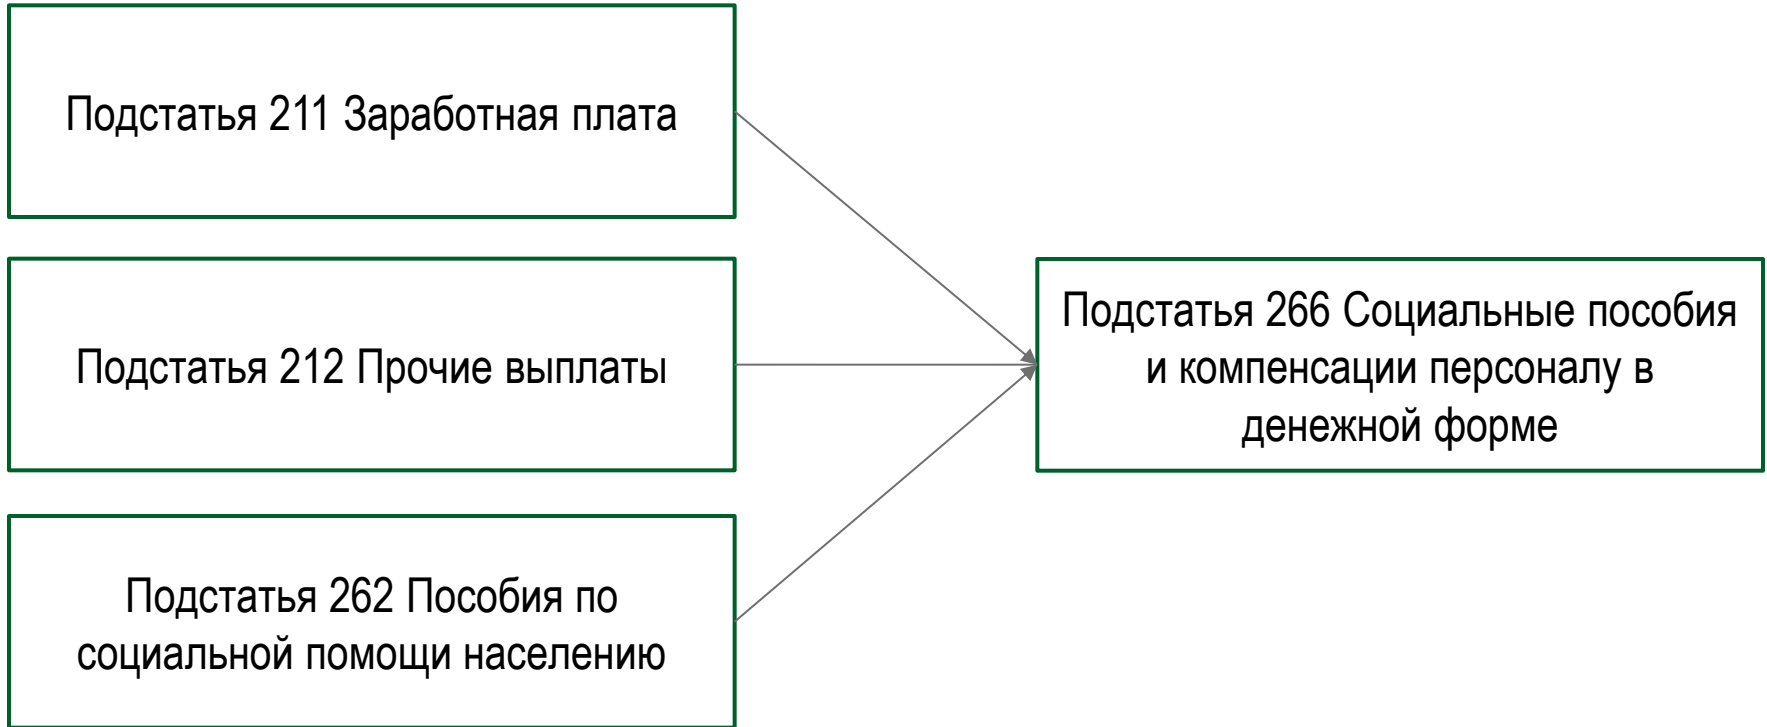 Подстатья 211 Заработная плата
Подстатья 212 Прочие выплаты
Подстатья 266 Социальные пособия
и компенсации персоналу в
денежной форме
Подстатья 262 Пособия по
социальной помощи населению